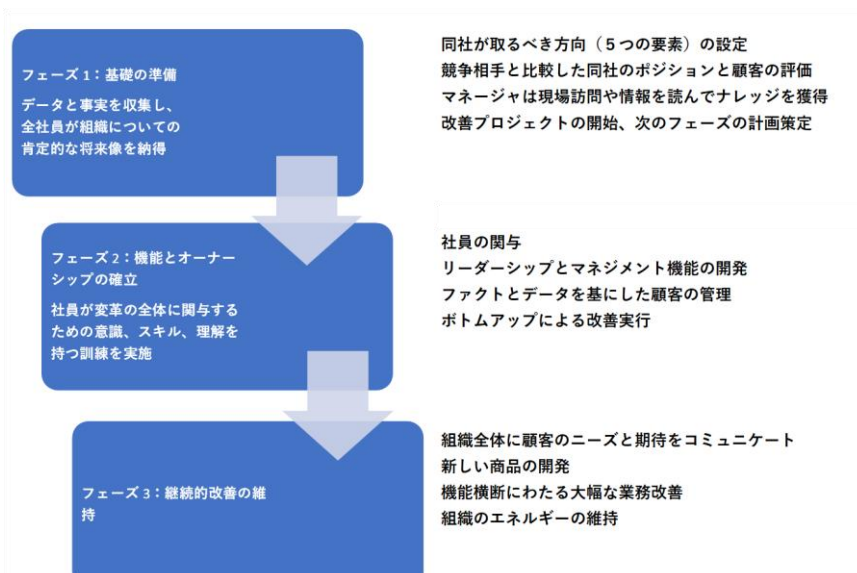 フェーズ 1：基礎の準備
データと事実を収集し、
全社員が組織についての
肯定的な将来像を納得
同社が取るべき方向（５つの要素）の設定
競争相手と比較した同社のポジションと顧客の評価
マネージャは現場訪問や情報を読んでナレッジを獲得
改善プロジェクトの開始、次のフェーズの計画策定
フェーズ 2：機能とオーナー
シップの確立
社員が変革の全体に関与する
ための意識、スキル、理解を
持つ訓練を実施
社員の関与
リーダーシップとマネジメント機能の開発
ファクトとデータを基にした顧客の管理
ボトムアップによる改善実行
フェーズ 3：継続的改善の維
持
組織全体に顧客のニーズと期待をコミュニケート
新しい商品の開発
機能横断にわたる大幅な業務改善
組織のエネルギーの維持